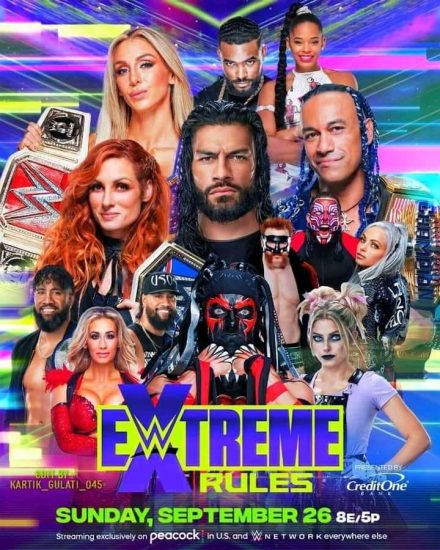 EXTREME
RULES
EDIT BY -
KARTIK_GULATI_045-
PRESENTED BY
CreditOne
BANK
SUNDAY, SEPTEMBER 26 8E/5P
Streaming exclusively on peacock in U.S. and W NETWORK everywhere else